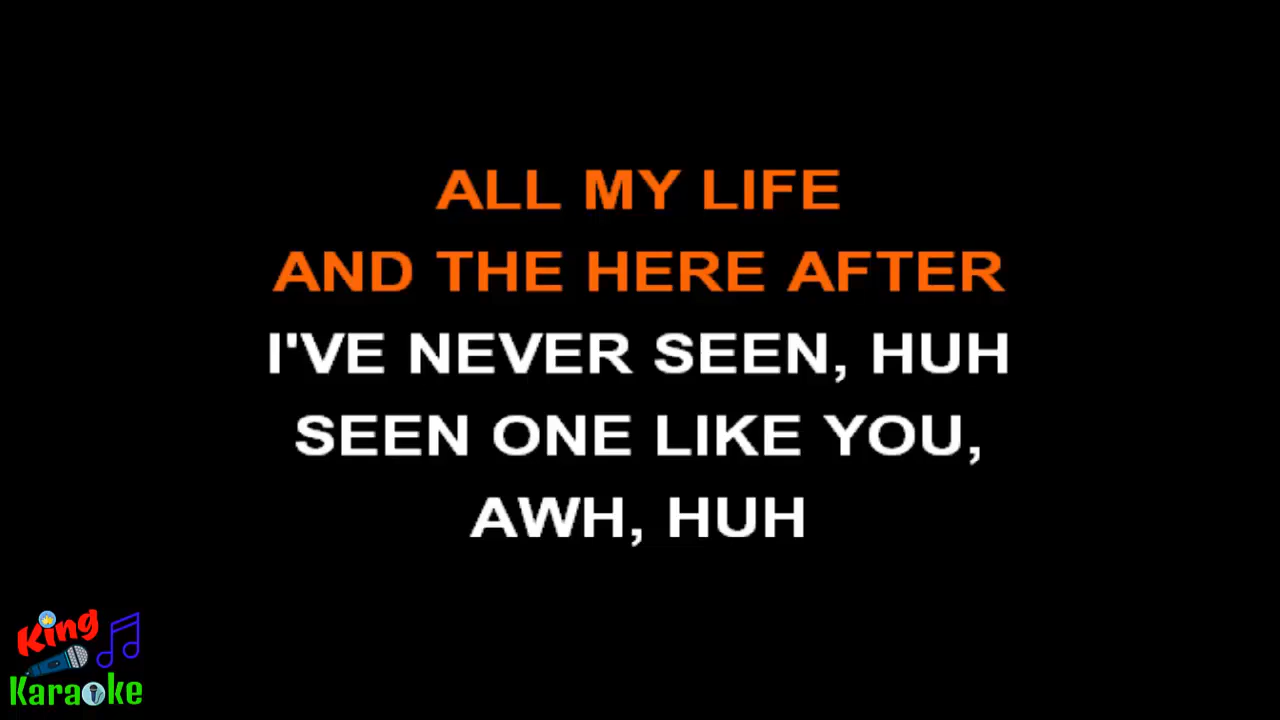 ALL MY LIFE
AND THE HERE AFTER
I'VE NEVER SEEN, HUH
SEEN ONE LIKE YOU,
AWH, HUH
King
Karaoke